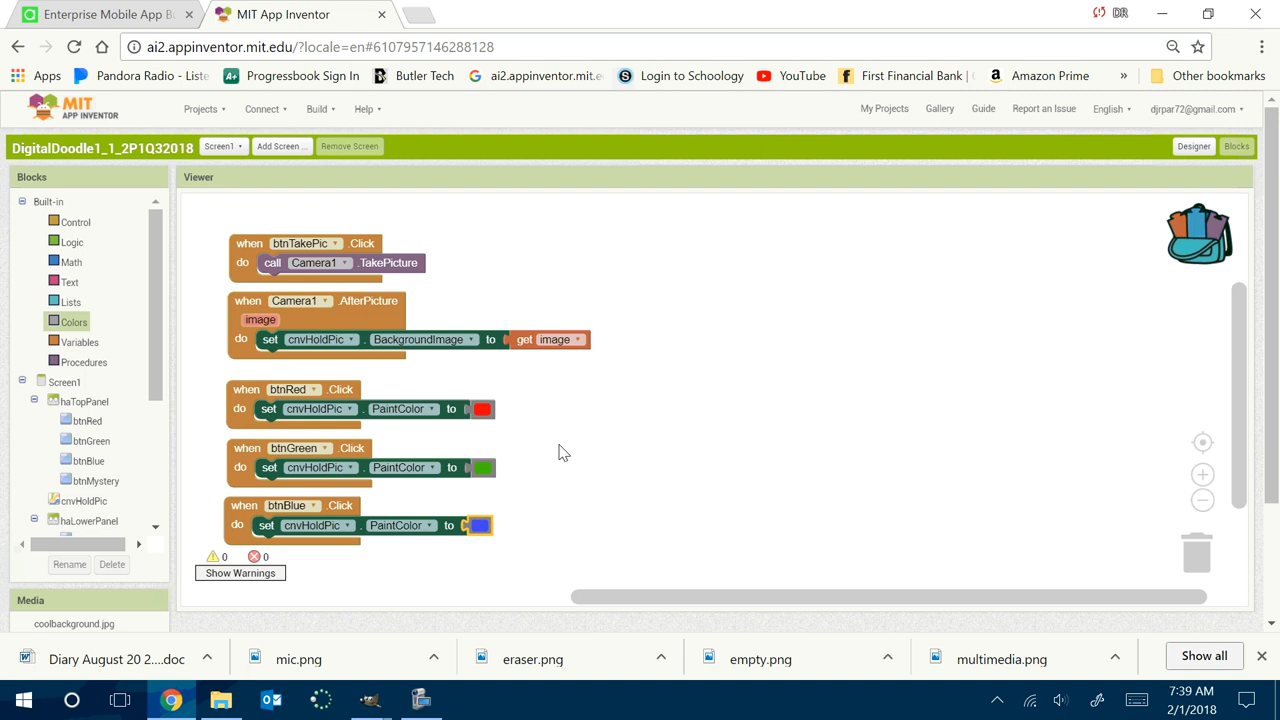 Enterprise Mobile App Bu
MIT App Inventor
DR
ai2.appinventor.mit.edu/?locale=en#6107957146288128
Apps
Pandora Radio - Liste
Progressbook Sign In
Butler Tech
ai2.appinventor.mit.e
Login to Schoology
YouTube
First Financial Bank |
Amazon Prime
»
Other bookmarks
MIT
APP INVENTOR
Projects
Connect
Build
Help
My Projects
Gallery
Guide
Report an Issue
English
djrpar72@gmail.com
DigitalDoodle1_1_2P1Q32018
Screen1
Add Screen ...
Remove Screen
Designer
Blocks
Blocks
Viewer
Built-in
Control
Logic
Math
Text
Lists
Colors
Variables
Procedures
Screen1
haTopPanel
btnRed
btnGreen
btnBlue
btnMystery
cnvHoldPic
haLowerPanel
Rename
Delete
Media
coolbackground.jpg
when btnTakePic .Click
do call Camera1 .TakePicture
when Camera1 .AfterPicture
image
do set cnvHoldPic . BackgroundImage to get image
when btnRed .Click
do set cnvHoldPic . PaintColor to
when btnGreen .Click
do set cnvHoldPic . PaintColor to
when btnBlue .Click
do set cnvHoldPic . PaintColor to
0 0
Show Warnings
Diary August 20 2....doc
mic.png
eraser.png
empty.png
multimedia.png
Show all
7:39 AM
2/1/2018